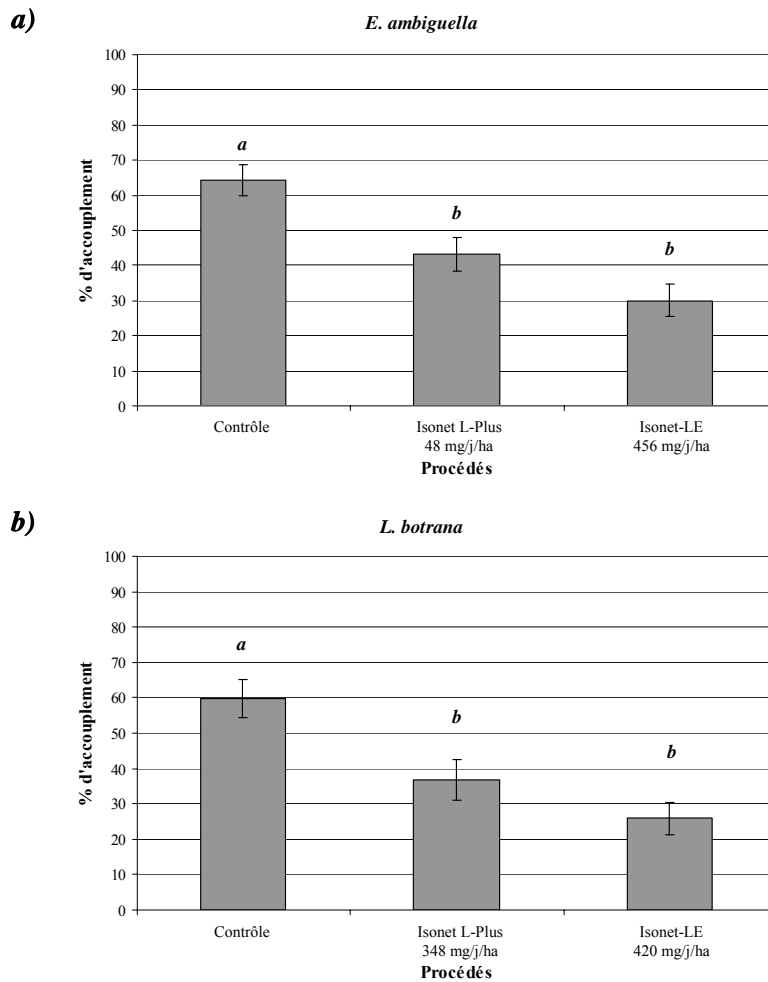 a)
E. ambiguella
100
90
80
70
60
50
40
30
20
10
0
% d'accouplement
a
b
b
Contrôle
Isonet L-Plus
48 mg/j/ha
Isonet-LE
456 mg/j/ha
Procédés
b)
L. botrana
100
90
80
70
60
50
40
30
20
10
0
% d'accouplement
a
b
b
Contrôle
Isonet L-Plus
348 mg/j/ha
Isonet-LE
420 mg/j/ha
Procédés